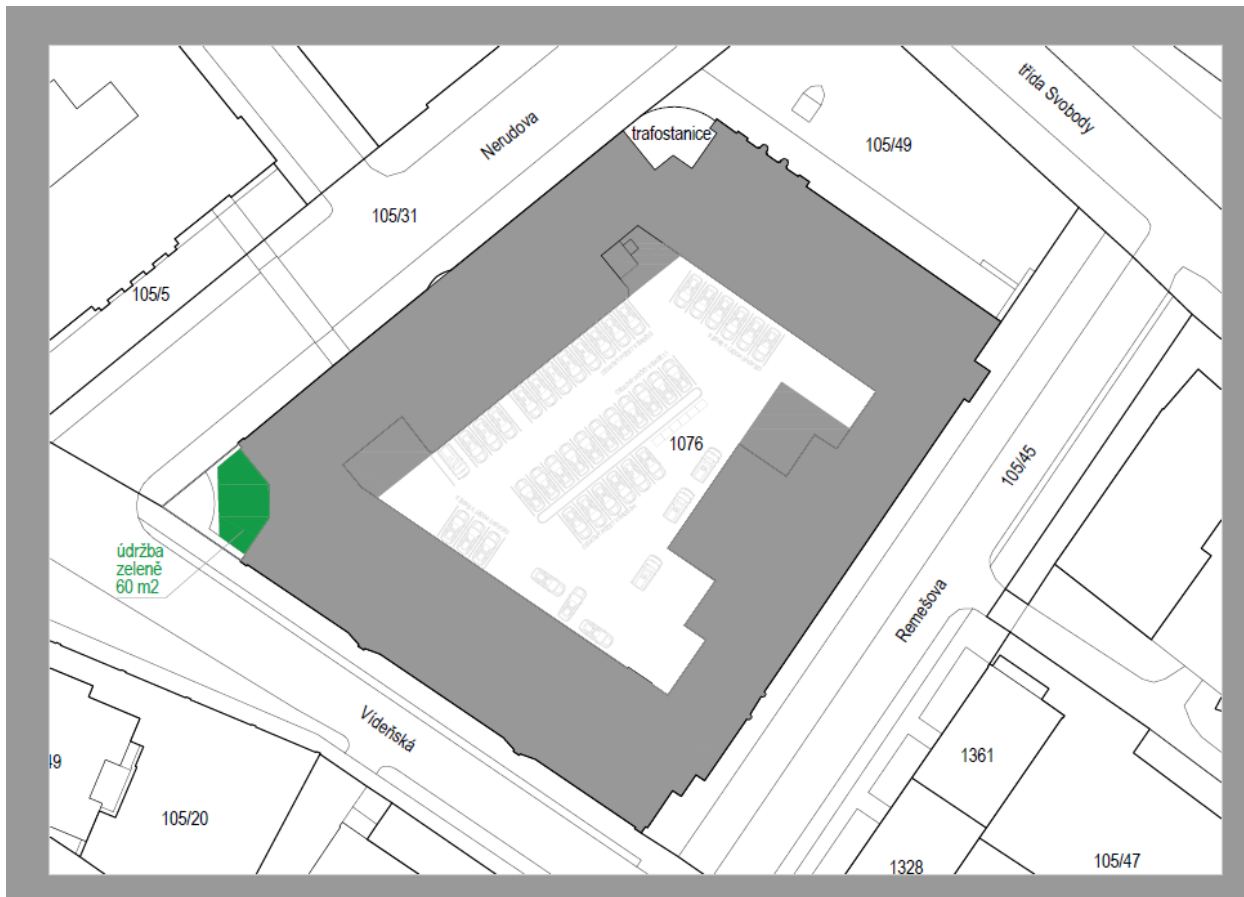 třída Svobody
Nerudova
trafostanice
105/49
105/31
105/5
1076
105/45
údržba
zeleně
60 m2
Remešova
Vídeňská
1361
49
105/20
1328
105/47